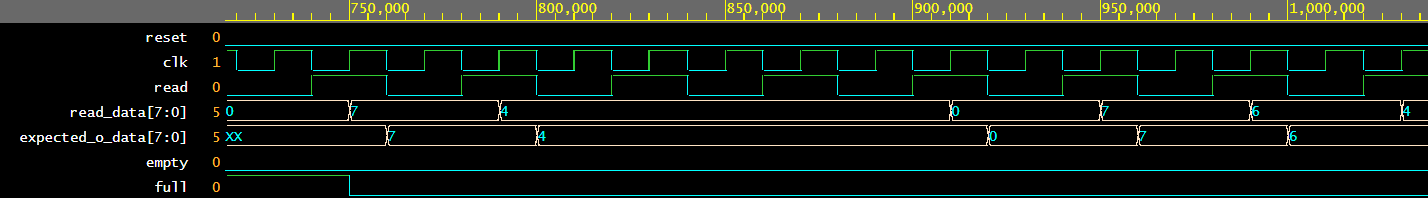 750,000 800,000 850,000 900,000 950,000 1,000,000
reset 0
clk 1
read 0
read_data[7:0] 5 0 7 4 0 7 6 4
expected_o_data[7:0] 5 XX 7 4 0 7 6
empty 0
full 0